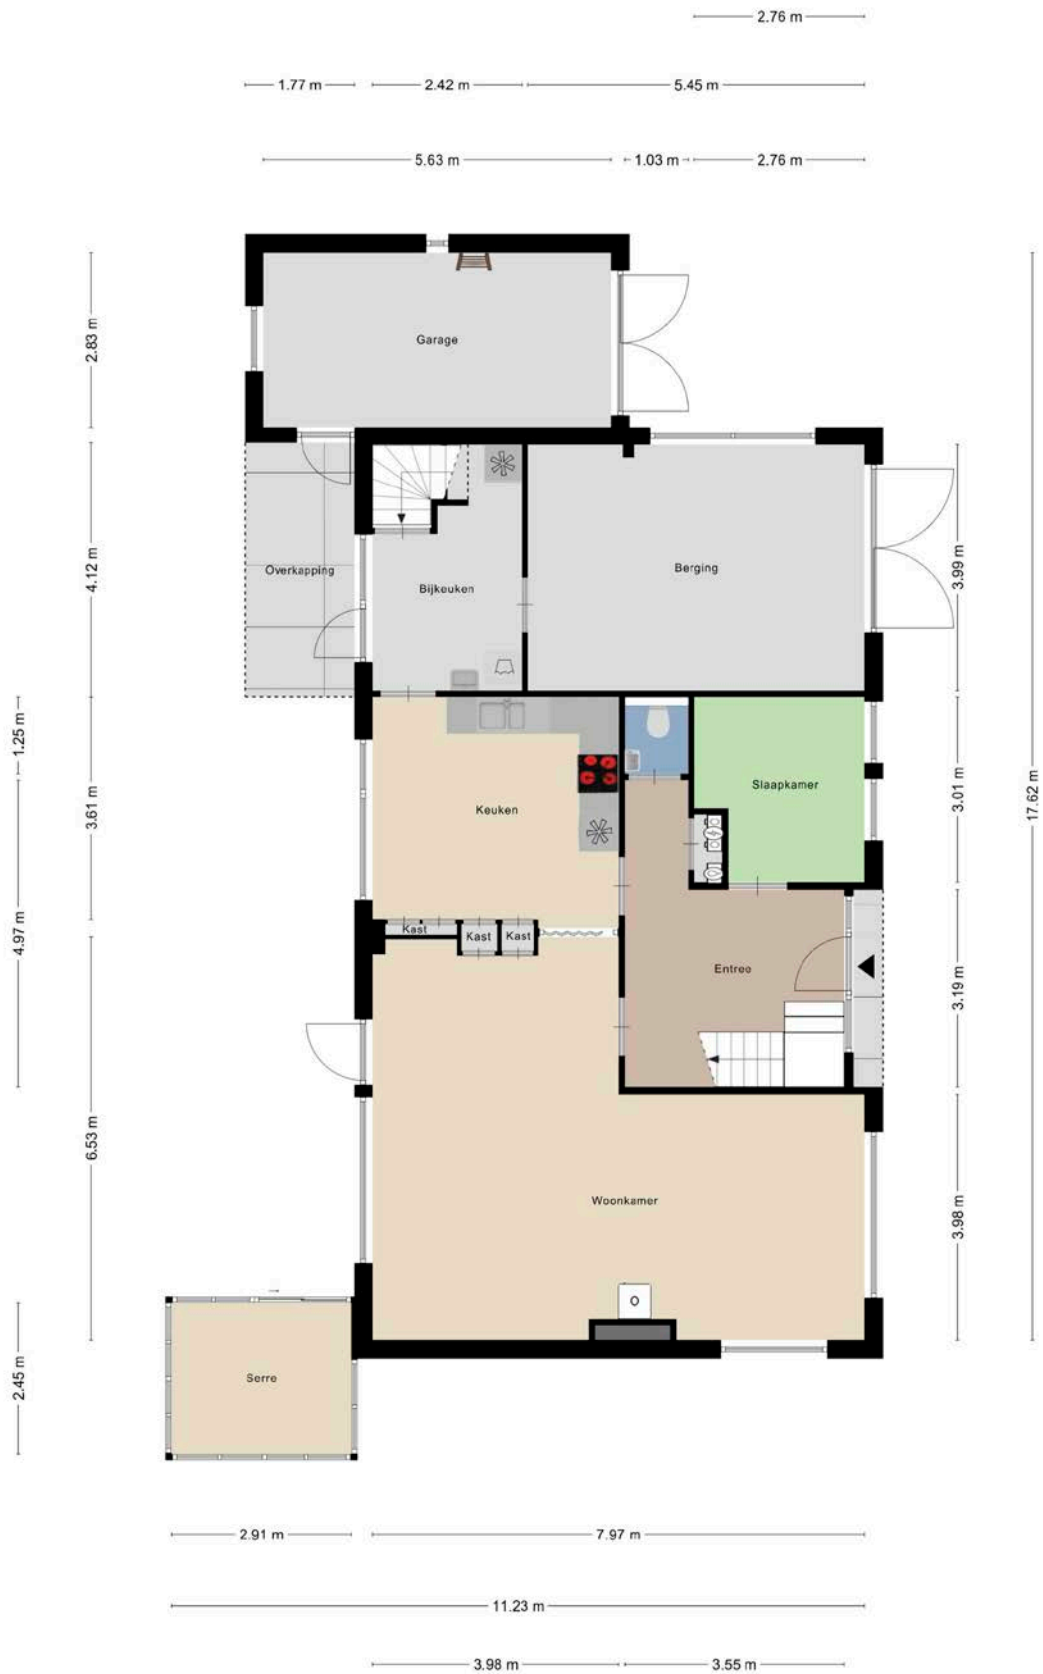 2.76 m
1.77 m
2.42 m
5.45 m
5.63 m
1.03 m
2.76 m
2.83 m
Garage
17.62 m
4.12 m
Overkapping
Bijkeuken
Berging
3.99 m
1.25 m
3.61 m
Keuken
Slaapkamer
3.01 m
4.97 m
Kast
Kast
Kast
Entree
3.19 m
6.53 m
Woonkamer
3.98 m
2.45 m
Serre
2.91 m
7.97 m
11.23 m
3.98 m
3.55 m